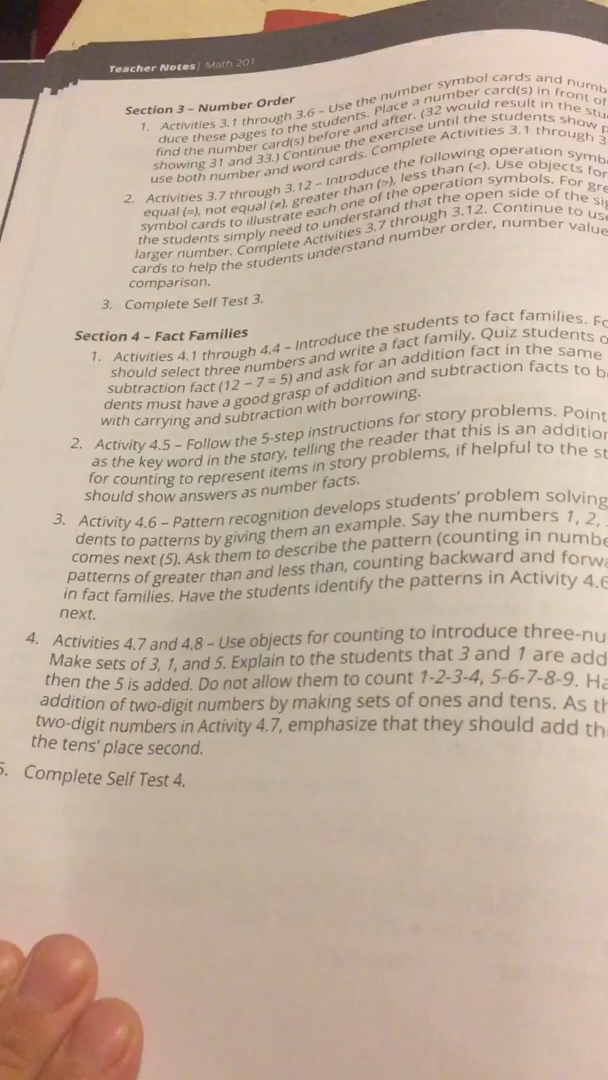 Teacher Notes | Math 201
Section 3 – Number Order
1. Activities 3.1 through 3.6 – Use the number symbol cards and numb
duce these pages to the students. Place a number card(s) in front of
find the number card(s) before and after. (32 would result in the stu
showing 31 and 33.) Continue the exercise until the students show p
use both number and word cards. Complete Activities 3.1 through 3
2. Activities 3.7 through 3.12 – Introduce the following operation symb
equal (=), not equal (≠), greater than (>), less than (<). Use objects for
symbol cards to illustrate each one of the operation symbols. For gre
the students simply need to understand that the open side of the sig
larger number. Complete Activities 3.7 through 3.12. Continue to use
cards to help the students understand number order, number value
comparison.
3. Complete Self Test 3.
Section 4 – Fact Families
1. Activities 4.1 through 4.4 – Introduce the students to fact families. Fo
should select three numbers and write a fact family. Quiz students o
subtraction fact (12 – 7 = 5) and ask for an addition fact in the same
dents must have a good grasp of addition and subtraction facts to b
with carrying and subtraction with borrowing.
2. Activity 4.5 – Follow the 5-step instructions for story problems. Point
as the key word in the story, telling the reader that this is an addition
for counting to represent items in story problems, if helpful to the st
should show answers as number facts.
3. Activity 4.6 – Pattern recognition develops students' problem solving
dents to patterns by giving them an example. Say the numbers 1, 2,
comes next (5). Ask them to describe the pattern (counting in numbe
patterns of greater than and less than, counting backward and forwa
in fact families. Have the students identify the patterns in Activity 4.6
next.
4. Activities 4.7 and 4.8 – Use objects for counting to introduce three-nu
Make sets of 3, 1, and 5. Explain to the students that 3 and 1 are add
then the 5 is added. Do not allow them to count 1-2-3-4, 5-6-7-8-9. Ha
addition of two-digit numbers by making sets of ones and tens. As th
two-digit numbers in Activity 4.7, emphasize that they should add the
the tens' place second.
5. Complete Self Test 4.